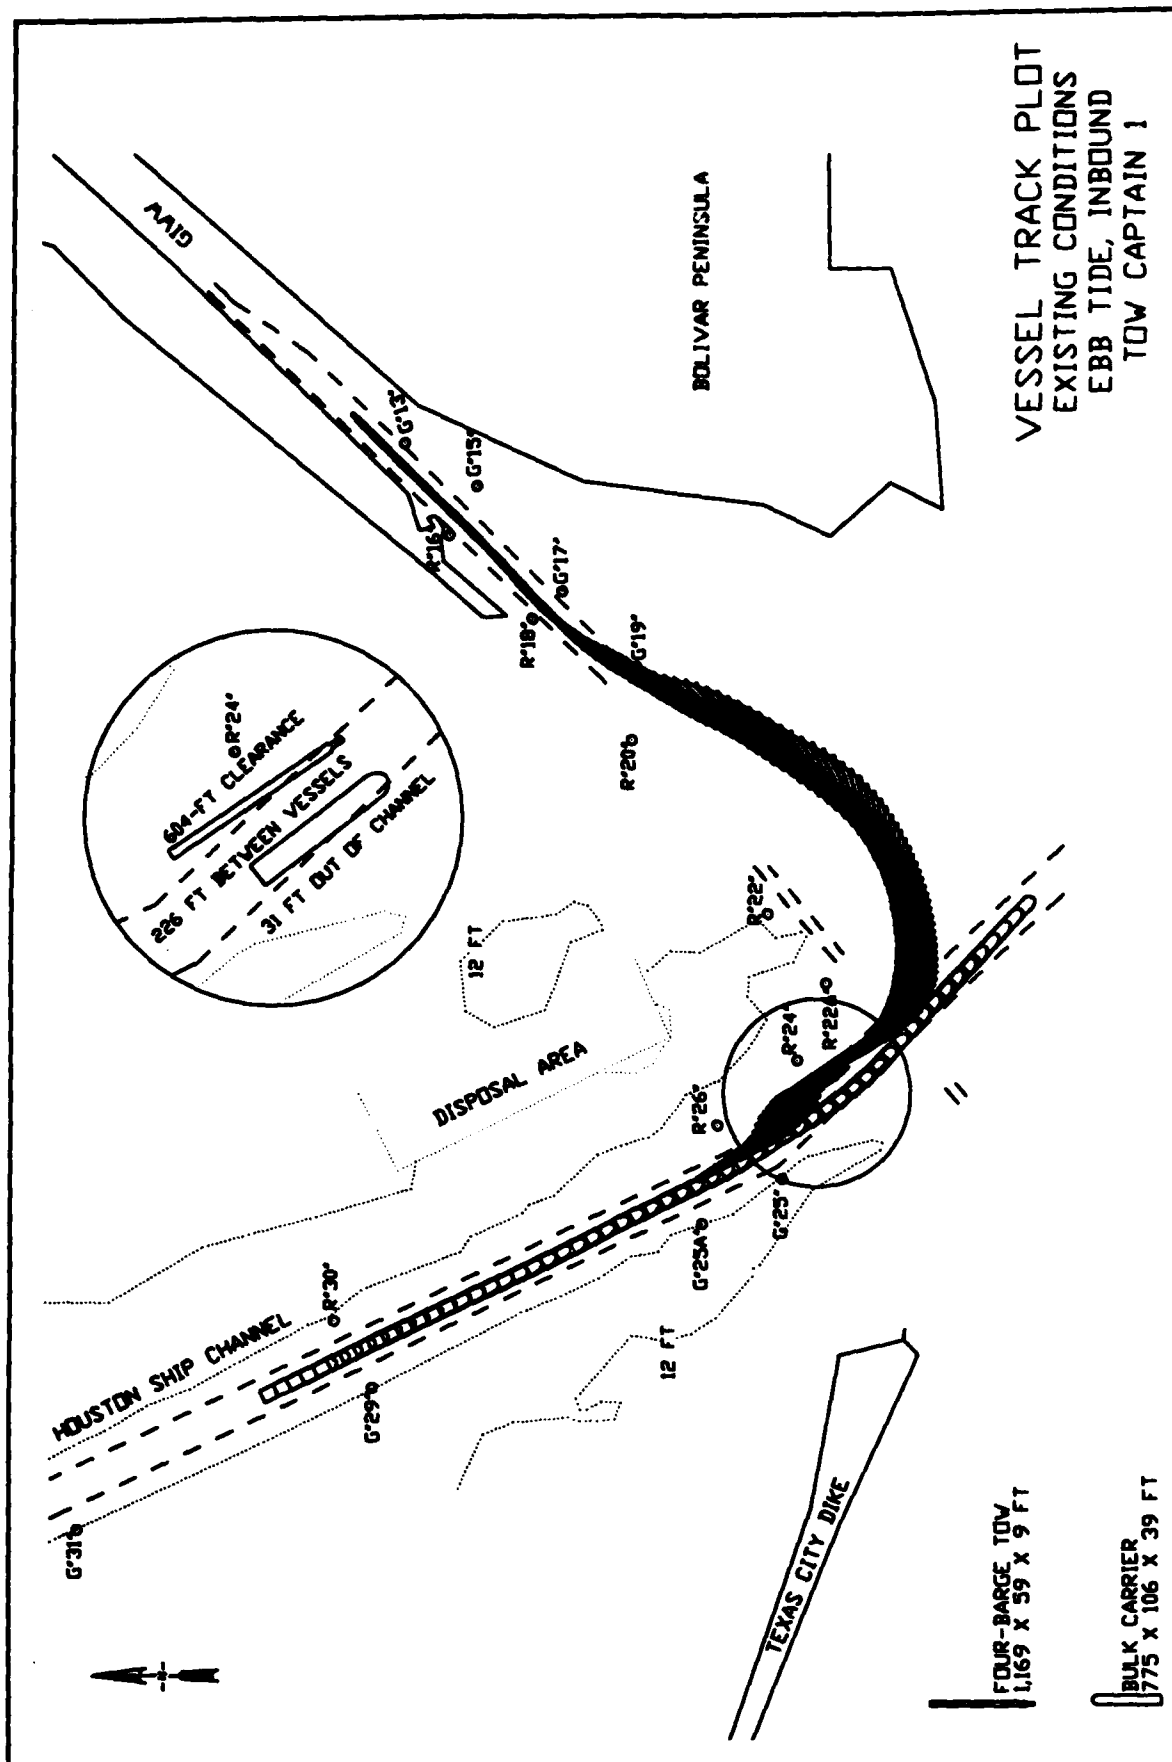 VESSEL TRACK PLOT
EXISTING CONDITIONS
EBB TIDE, INBOUND
TOW CAPTAIN 1
GIWW
BOLIVAR PENINSULA
G"13"
G"15"
R"16"
G"17"
R"18"
G"19"
R"20"
R"24"
604-FT CLEARANCE
226 FT BETWEEN VESSELS
31 FT OUT OF CHANNEL
12 FT
R"22"
DISPOSAL AREA
R"24"
R"26"
G"25"
G"25A"
R"30"
HOUSTON SHIP CHANNEL
G"29"
12 FT
G"31"
TEXAS CITY DIKE
N
FOUR-BARGE TOW
1,169 X 59 X 9 FT
BULK CARRIER
775 X 106 X 39 FT